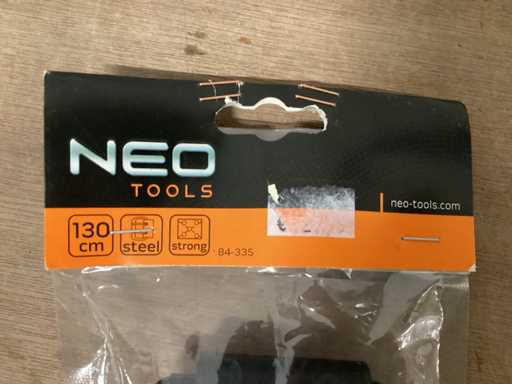 NEO
TOOLS
neo-tools.com
130
cm
steel
strong
84-335